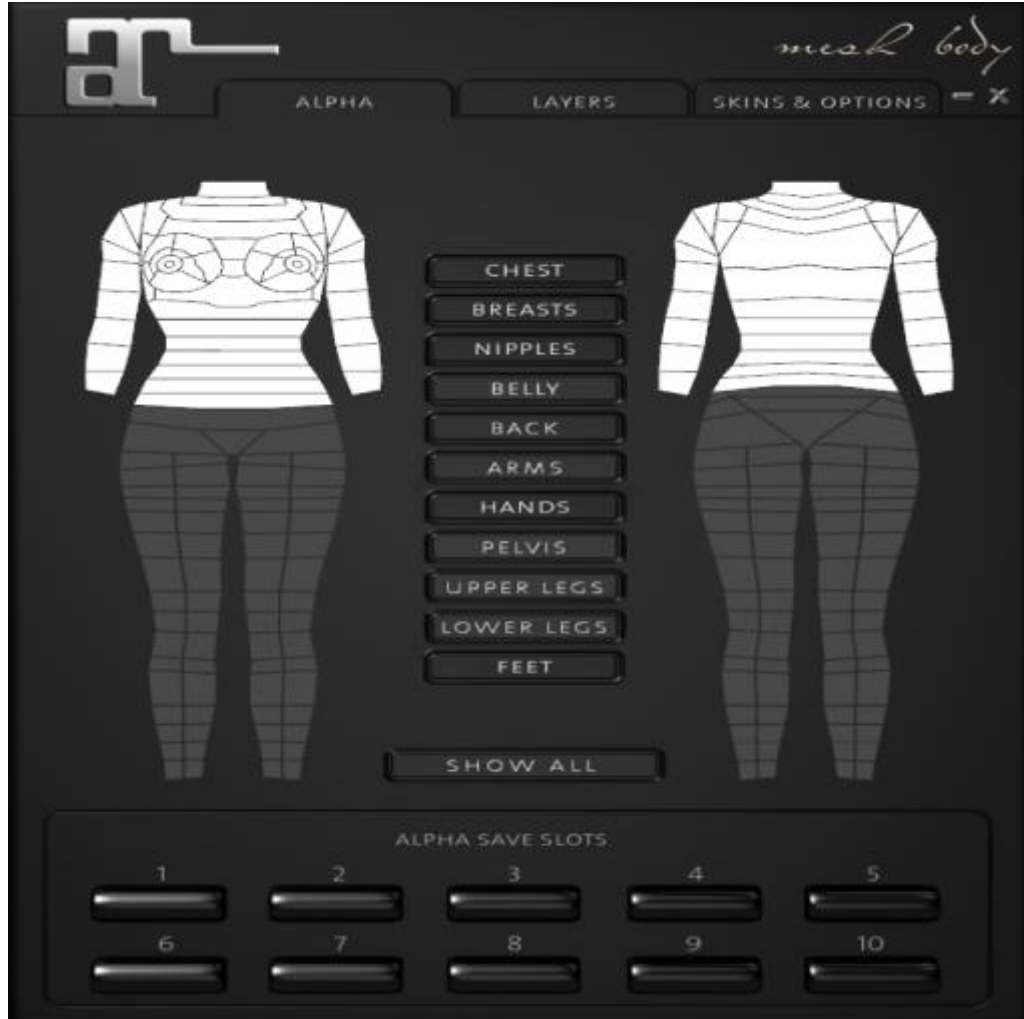 mesh body
ALPHA
LAYERS
SKINS & OPTIONS
CHEST
BREASTS
NIPPLES
BELLY
BACK
ARMS
HANDS
PELVIS
UPPER LEGS
LOWER LEGS
FEET
SHOW ALL
ALPHA SAVE SLOTS
1 2 3 4 5
6 7 8 9 10